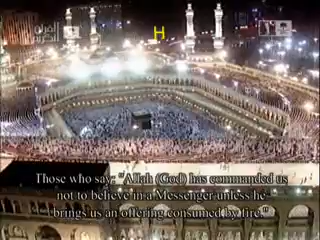 H
Those who say: "Allah (God) has commanded us
not to believe in a Messenger unless he
brings us an offering consumed by fire."